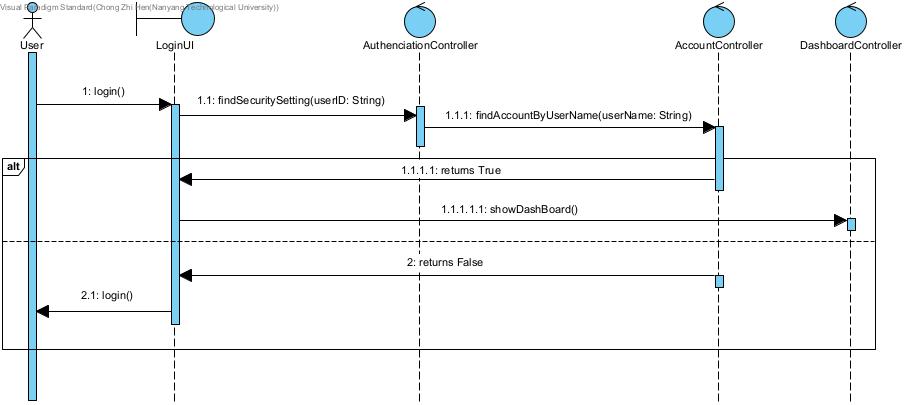 Visual Paradigm Standard(Chong Zhi Hen(Nanyang Technological University))
User
LoginUI
AuthenciationController
AccountController
DashboardController
1: login()
1.1: findSecuritySetting(userID: String)
1.1.1: findAccountByUserName(userName: String)
alt
1.1.1.1: returns True
1.1.1.1.1: showDashBoard()
2: returns False
2.1: login()